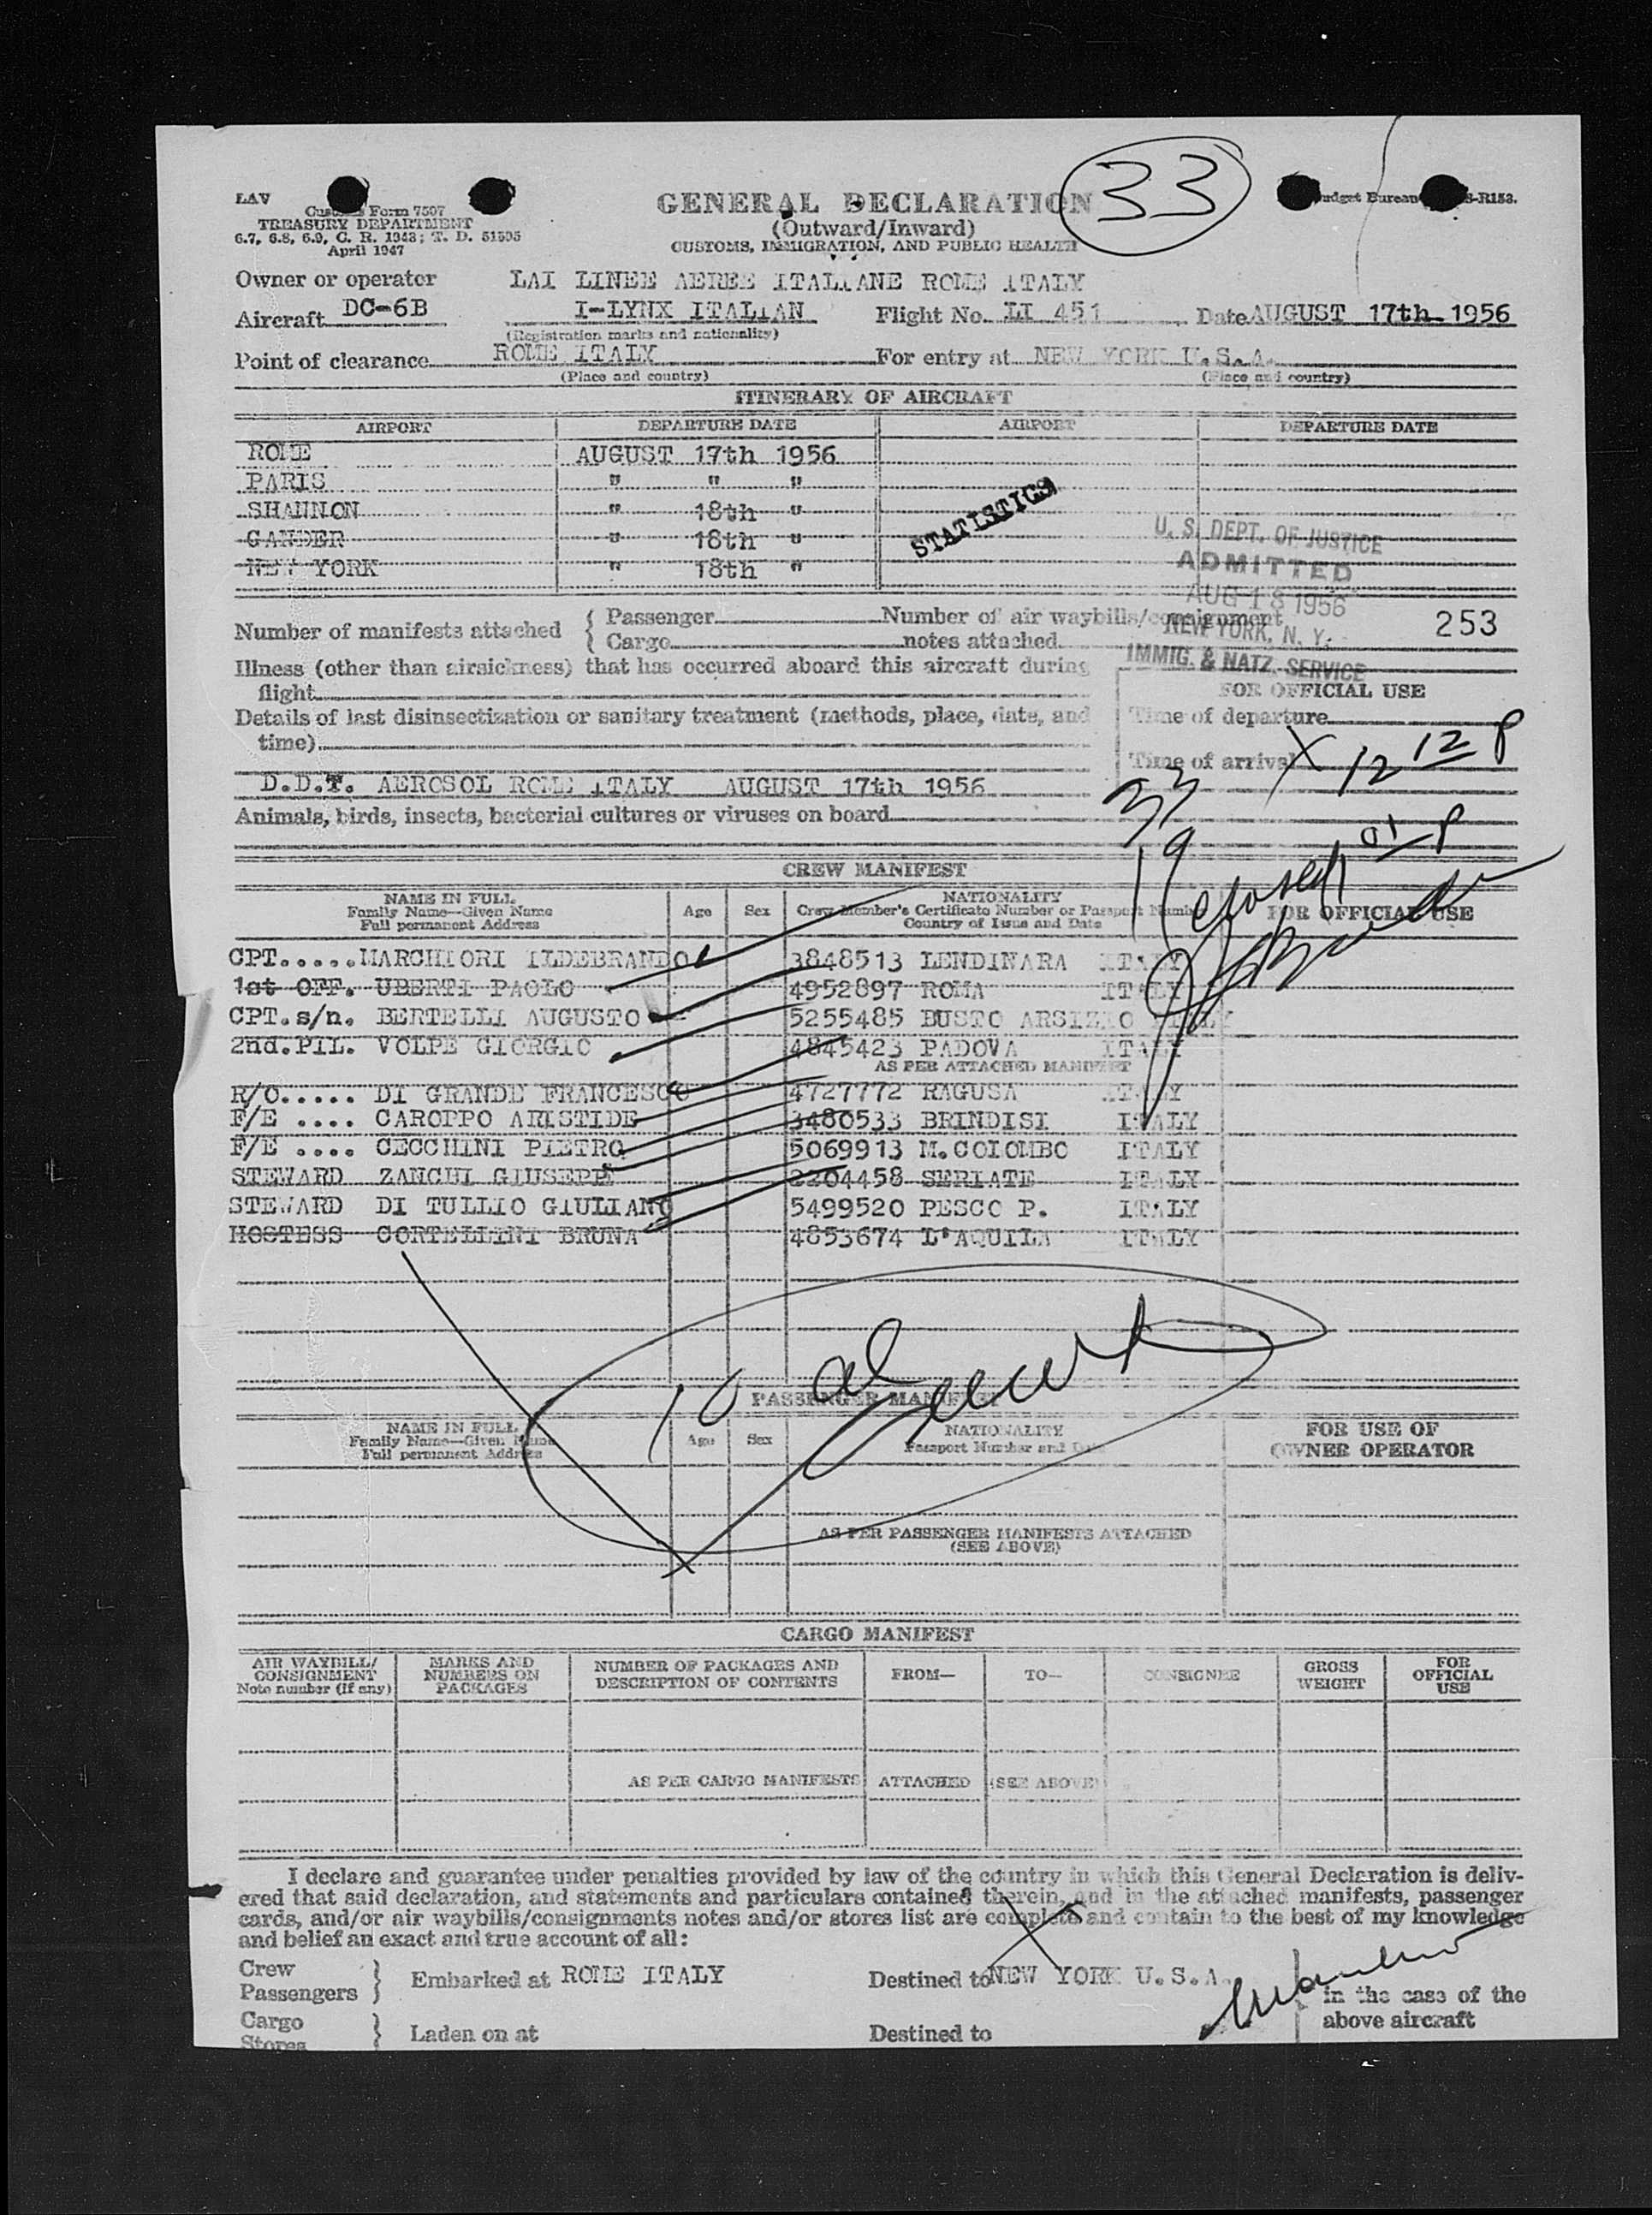 LAV
Customs Form 7507
TREASURY DEPARTMENT
6.7, 6.8, 6.9, C. R. 1943; T. D. 51595
April 1947
GENERAL DECLARATION
(Outward/Inward)
CUSTOMS, IMMIGRATION, AND PUBLIC HEALTH
33
Budget Bureau -R153.
Owner or operator LAI LINEE AEREE ITALIANE ROME ITALY
Aircraft DC-6B I-LYNX ITALIAN Flight No. LI 451 Date AUGUST 17th 1956
(Registration marks and nationality)
Point of clearance ROME ITALY For entry at NEW YORK U.S.A.
(Place and country) (Place and country)
ITINERARY OF AIRCRAFT
AIRPORT DEPARTURE DATE AIRPORT DEPARTURE DATE
ROME AUGUST 17th 1956
PARIS " " "
SHANNON " 18th "
GANDER " 18th "
NEW YORK " 18th "
STATISTICS
U. S. DEPT. OF JUSTICE
ADMITTED
AUG 18 1956
NEW YORK, N. Y.
IMMIG. & NATZ. SERVICE
Number of manifests attached { Passenger Number of air waybills/consignment 253
{ Cargo notes attached
Illness (other than airsickness) that has occurred aboard this aircraft during
flight
FOR OFFICIAL USE
Details of last disinsectization or sanitary treatment (methods, place, date, and
time)
Time of departure
Time of arrival X 12 12 P
D.D.T. AEROSOL ROME ITALY AUGUST 17th 1956
33
Animals, birds, insects, bacterial cultures or viruses on board
19 closed 01 P
CREW MANIFEST
NAME IN FULL
Family Name—Given Name
Full permanent Address
Age Sex
NATIONALITY
Crew Member's Certificate Number or Passport Number
Country of Issue and Date
FOR OFFICIAL USE
CPT.....MARCHIORI ILDEBRANDO 3848513 LENDINARA ITALY
1st OFF. UBERTI PAOLO 4952897 ROMA ITALY
CPT.s/n. BERTELLI AUGUSTO 5255485 BUSTO ARSIZIO ITALY
2nd.PIL. VOLPE GIORGIO 4845423 PADOVA ITALY
AS PER ATTACHED MANIFEST
R/O..... DI GRANDE FRANCESCO 4727772 RAGUSA ITALY
F/E .... CAROPPO ARISTIDE 3480533 BRINDISI ITALY
F/E .... CECCHINI PIETRO 5069913 M.COLOMBO ITALY
STEWARD ZANCHI GIUSEPPE 2204458 SERIATE ITALY
STEWARD DI TULLIO GIULIANO 5499520 PESCO P. ITALY
HOSTESS CORTELLINI BRUNA 4853674 L'AQUILA ITALY
10
PASSENGER MANIFEST
NAME IN FULL
Family Name—Given Name
Full permanent Address
Age Sex
NATIONALITY
Passport Number and Date
FOR USE OF
OWNER OPERATOR
AS PER PASSENGER MANIFESTS ATTACHED
(SEE ABOVE)
CARGO MANIFEST
AIR WAYBILL/
CONSIGNMENT
Note number (if any)
MARKS AND
NUMBERS ON
PACKAGES
NUMBER OF PACKAGES AND
DESCRIPTION OF CONTENTS
FROM— TO— CONSIGNEE
GROSS
WEIGHT
FOR
OFFICIAL
USE
AS PER CARGO MANIFESTS ATTACHED (SEE ABOVE)
I declare and guarantee under penalties provided by law of the country in which this General Declaration is deliv-
ered that said declaration, and statements and particulars contained therein, and in the attached manifests, passenger
cards, and/or air waybills/consignments notes and/or stores list are complete and contain to the best of my knowledge
and belief an exact and true account of all:
Crew
Passengers } Embarked at ROME ITALY Destined to NEW YORK U.S.A.
in the case of the
above aircraft
Cargo
Stores } Laden on at Destined to